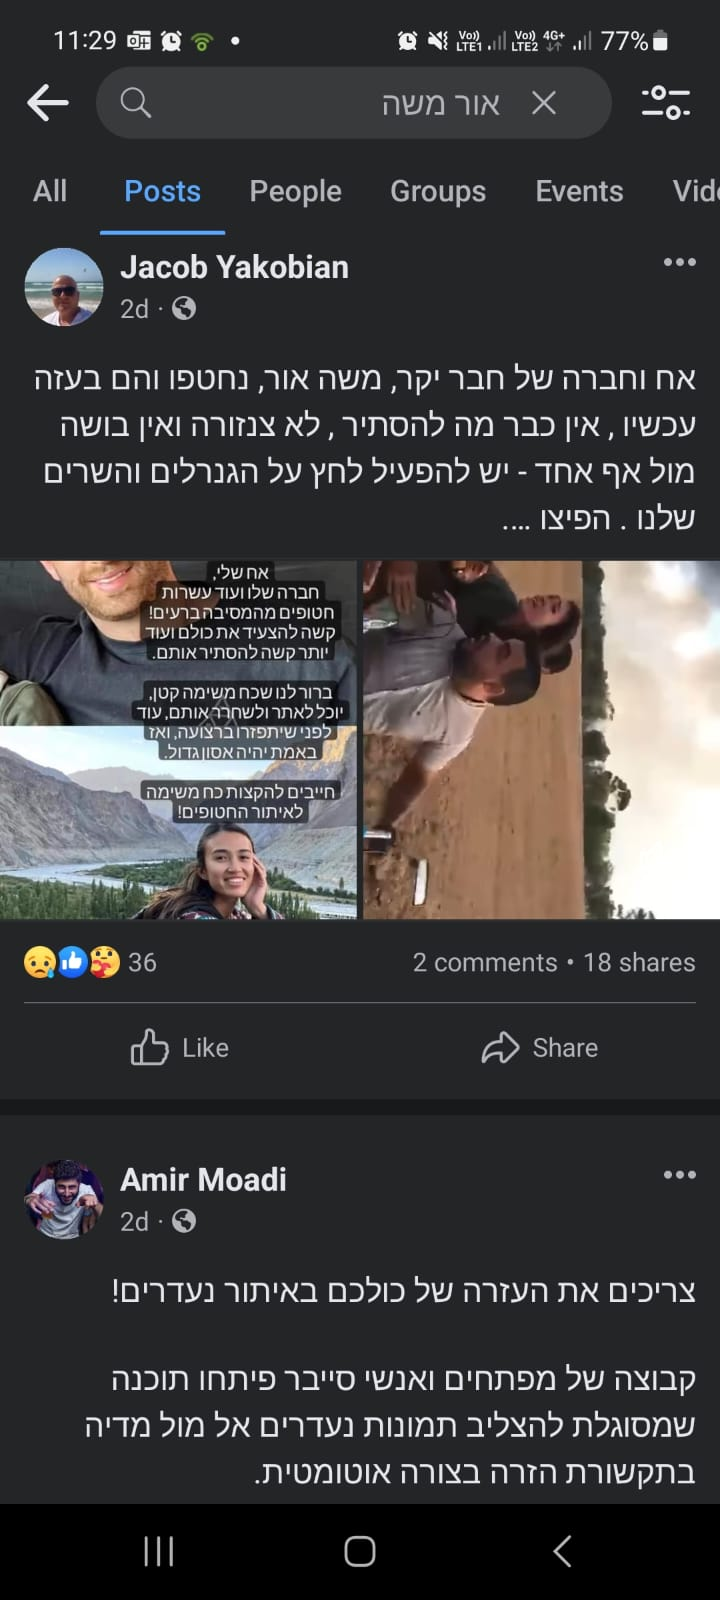 11:29
Vo)) LTE1 Vo)) LTE2 4G+ 77%
אור משה
All Posts People Groups Events Vid
Jacob Yakobian
2d
אח וחברה של חבר יקר, משה אור, נחטפו והם בעזה
עכשיו , אין כבר מה להסתיר , לא צנזורה ואין בושה
מול אף אחד - יש להפעיל לחץ על הגנרלים והשרים
שלנו . הפיצו ....
אח שלי,
חברה שלו ועוד עשרות
חטופים מהמסיבה ברעים!
קשה להצעיד את כולם ועוד
יותר קשה להסתיר אותם.
ברור לנו שכח משימה קטן,
יוכל לאתר ולשחרר אותם, עוד
לפני שיתפזרו ברצועה, ואז
באמת יהיה אסון גדול.
חייבים להקצות כח משימה
לאיתור החטופים!
36
2 comments • 18 shares
Like Share
Amir Moadi
2d
צריכים את העזרה של כולכם באיתור נעדרים!
קבוצה של מפתחים ואנשי סייבר פיתחו תוכנה
שמסוגלת להצליב תמונות נעדרים אל מול מדיה
בתקשורת הזרה בצורה אוטומטית.